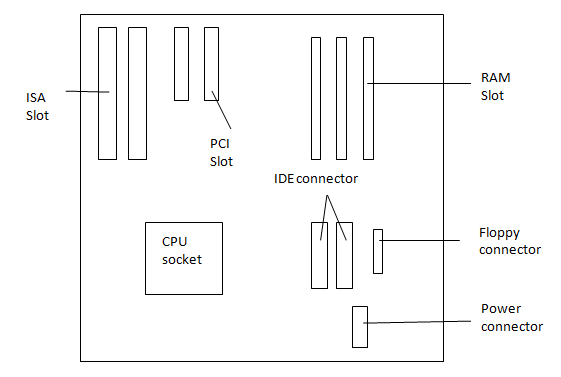 ISA
Slot
PCI
Slot
RAM
Slot
IDE connector
CPU
socket
Floppy
connector
Power
connector